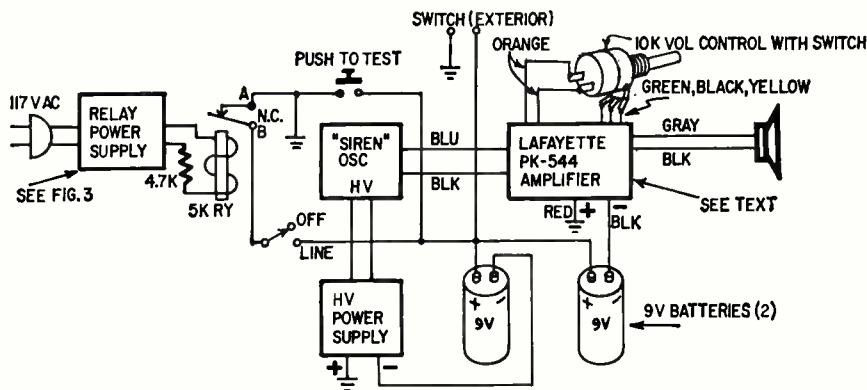 SWITCH (EXTERIOR)
ORANGE
10K VOL CONTROL WITH SWITCH
PUSH TO TEST
GREEN, BLACK, YELLOW
117 VAC
RELAY
POWER
SUPPLY
A
N.C.
B
"SIREN"
OSC
HV
BLU
BLK
LAFAYETTE
PK-544
AMPLIFIER
GRAY
BLK
SEE FIG. 3
4.7K
5K RY
OFF
LINE
RED
+
-
BLK
SEE TEXT
HV
POWER
SUPPLY
+
-
+ -
9V
+ -
9V
9V BATTERIES (2)